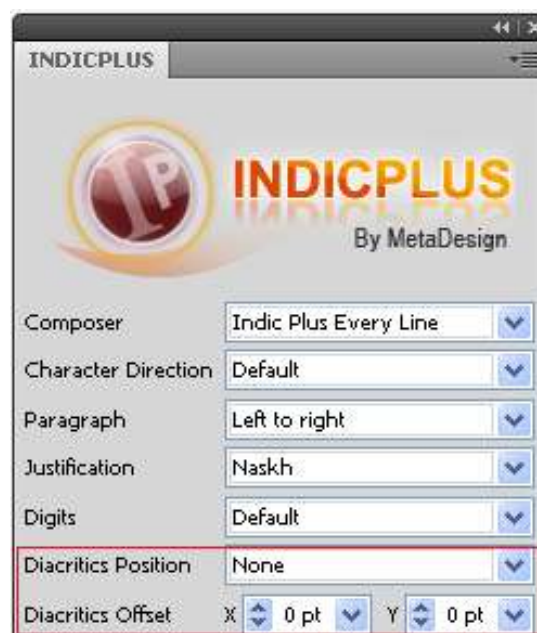 INDICPLUS
IP
INDICPLUS
By MetaDesign
Composer Indic Plus Every Line
Character Direction Default
Paragraph Left to right
Justification Naskh
Digits Default
Diacritics Position None
Diacritics Offset X 0 pt Y 0 pt